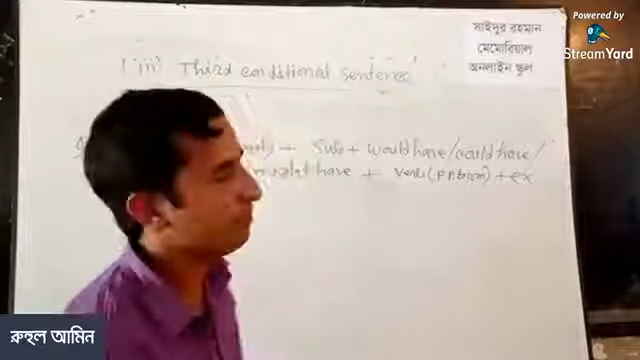 Powered by
StreamYard
সাইদুর রহমান
মেমোরিয়াল
অনলাইন স্কুল
(iii) Third conditional sentence
+ Sub + would have/could have/
might have + verb(P.P.form) + ex
রুহুল আমিন